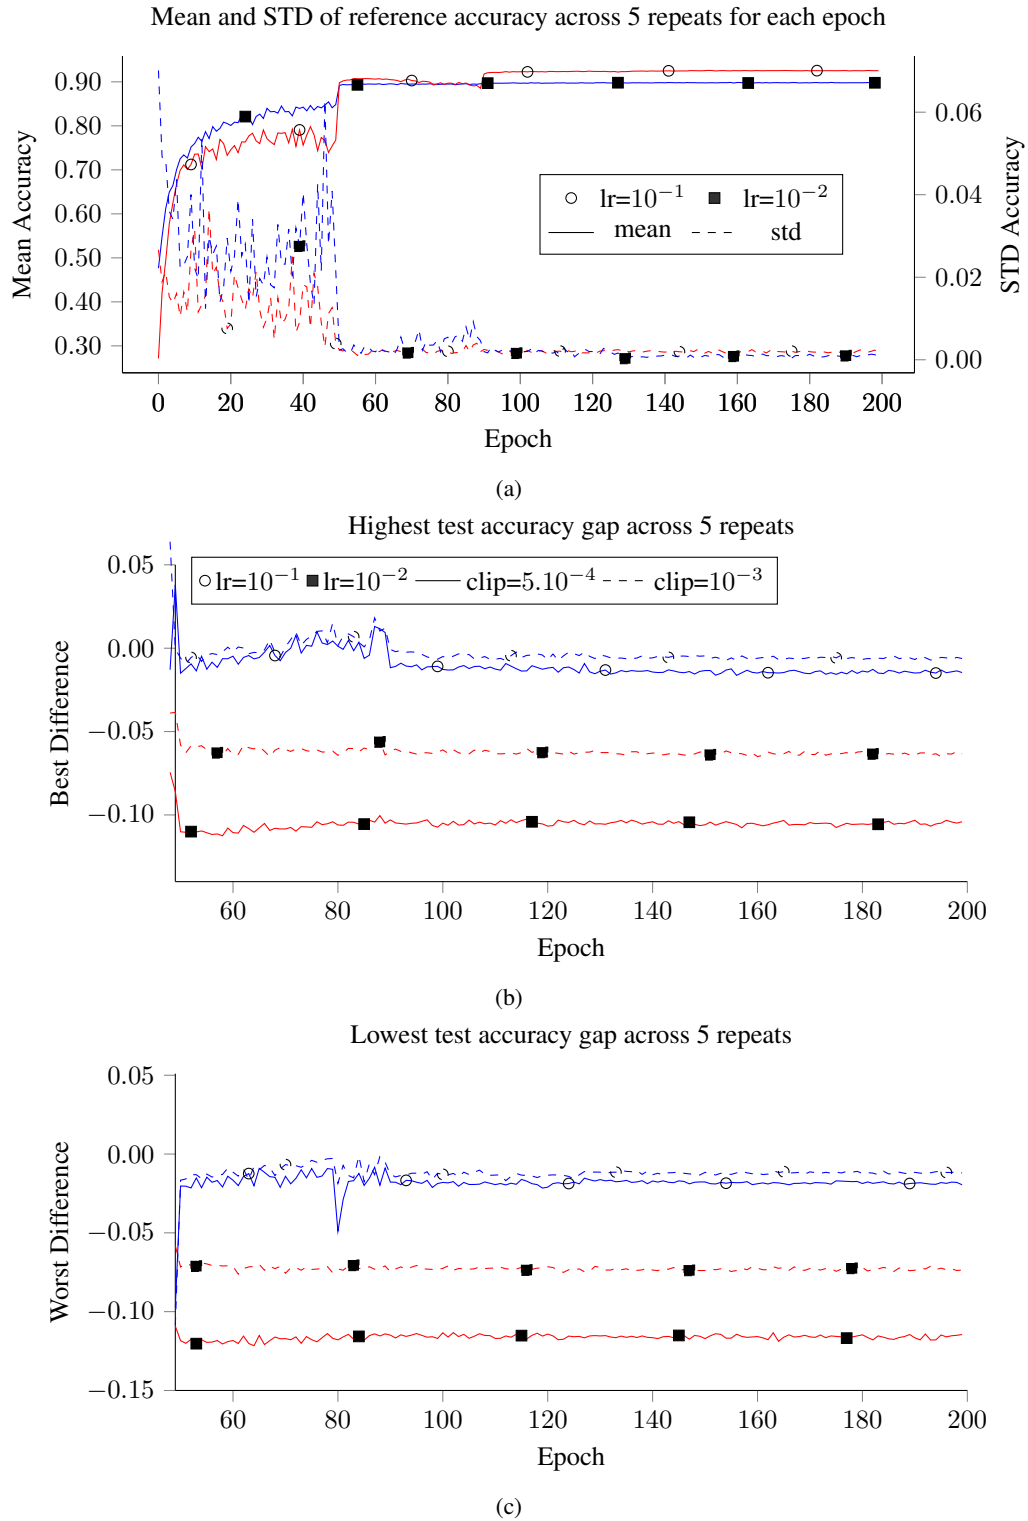 Mean and STD of reference accuracy across 5 repeats for each epoch
0.90
0.80
0.70
0.60
0.50
0.40
0.30
Mean Accuracy
0.06
0.04
0.02
0.00
STD Accuracy
lr=10⁻¹ lr=10⁻²
mean std
0 20 40 60 80 100 120 140 160 180 200
Epoch
(a)
Highest test accuracy gap across 5 repeats
0.05
0.00
−0.05
−0.10
Best Difference
lr=10⁻¹ lr=10⁻² clip=5.10⁻⁴ clip=10⁻³
60 80 100 120 140 160 180 200
Epoch
(b)
Lowest test accuracy gap across 5 repeats
0.05
0.00
−0.05
−0.10
−0.15
Worst Difference
60 80 100 120 140 160 180 200
Epoch
(c)